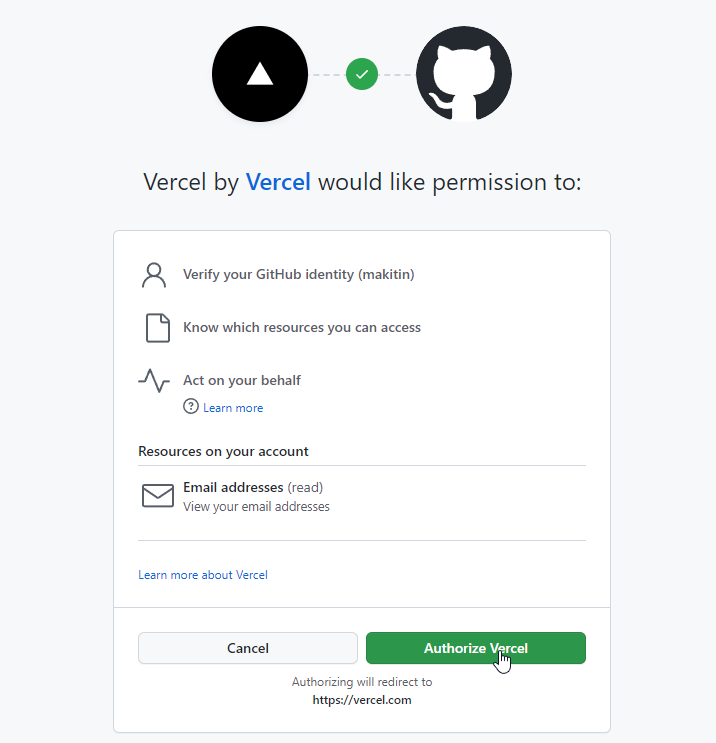 Vercel by Vercel would like permission to:
Verify your GitHub identity (makitin)
Know which resources you can access
Act on your behalf
Learn more
Resources on your account
Email addresses (read)
View your email addresses
Learn more about Vercel
Cancel
Authorize Vercel
Authorizing will redirect to
https://vercel.com